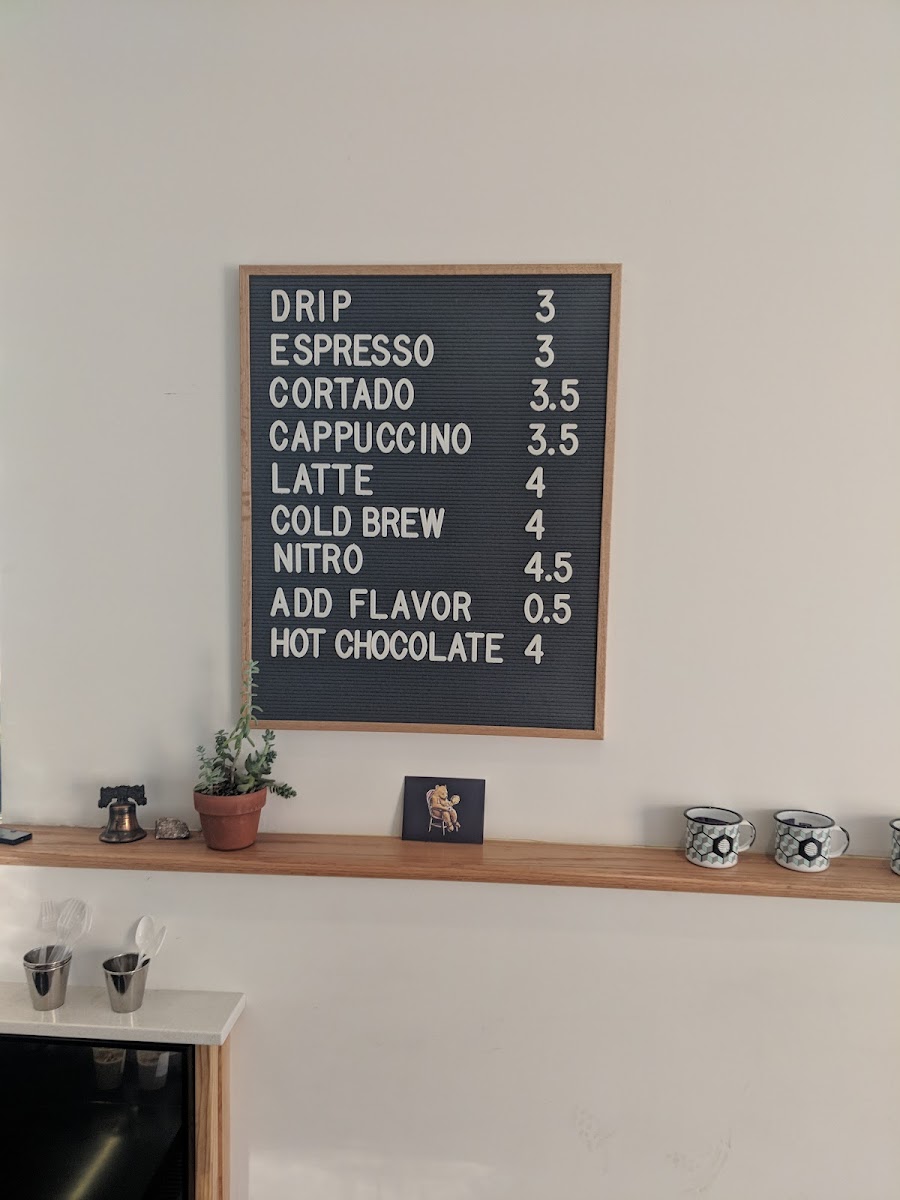 DRIP 3
ESPRESSO 3
CORTADO 3.5
CAPPUCCINO 3.5
LATTE 4
COLD BREW 4
NITRO 4.5
ADD FLAVOR 0.5
HOT CHOCOLATE 4